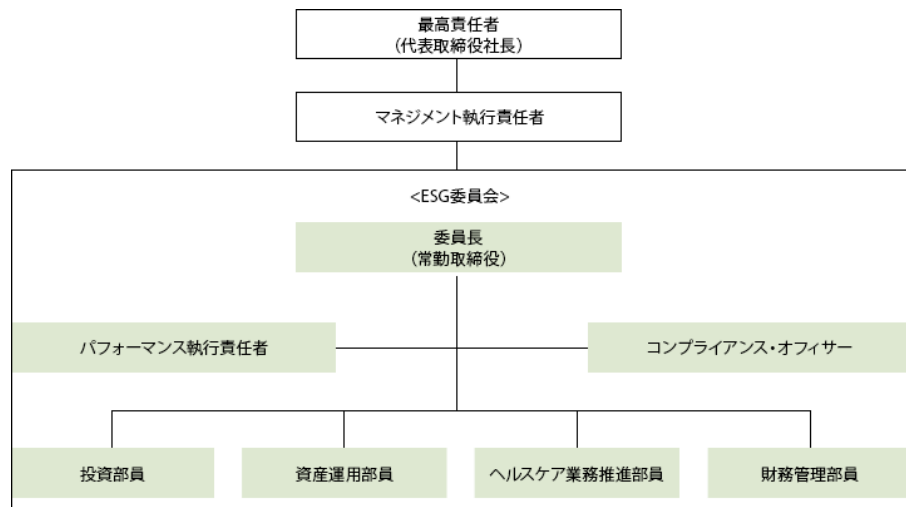 最高責任者
（代表取締役社長）
マネジメント執行責任者
<ESG委員会>
委員長
（常勤取締役）
パフォーマンス執行責任者
コンプライアンス・オフィサー
投資部員
資産運用部員
ヘルスケア業務推進部員
財務管理部員